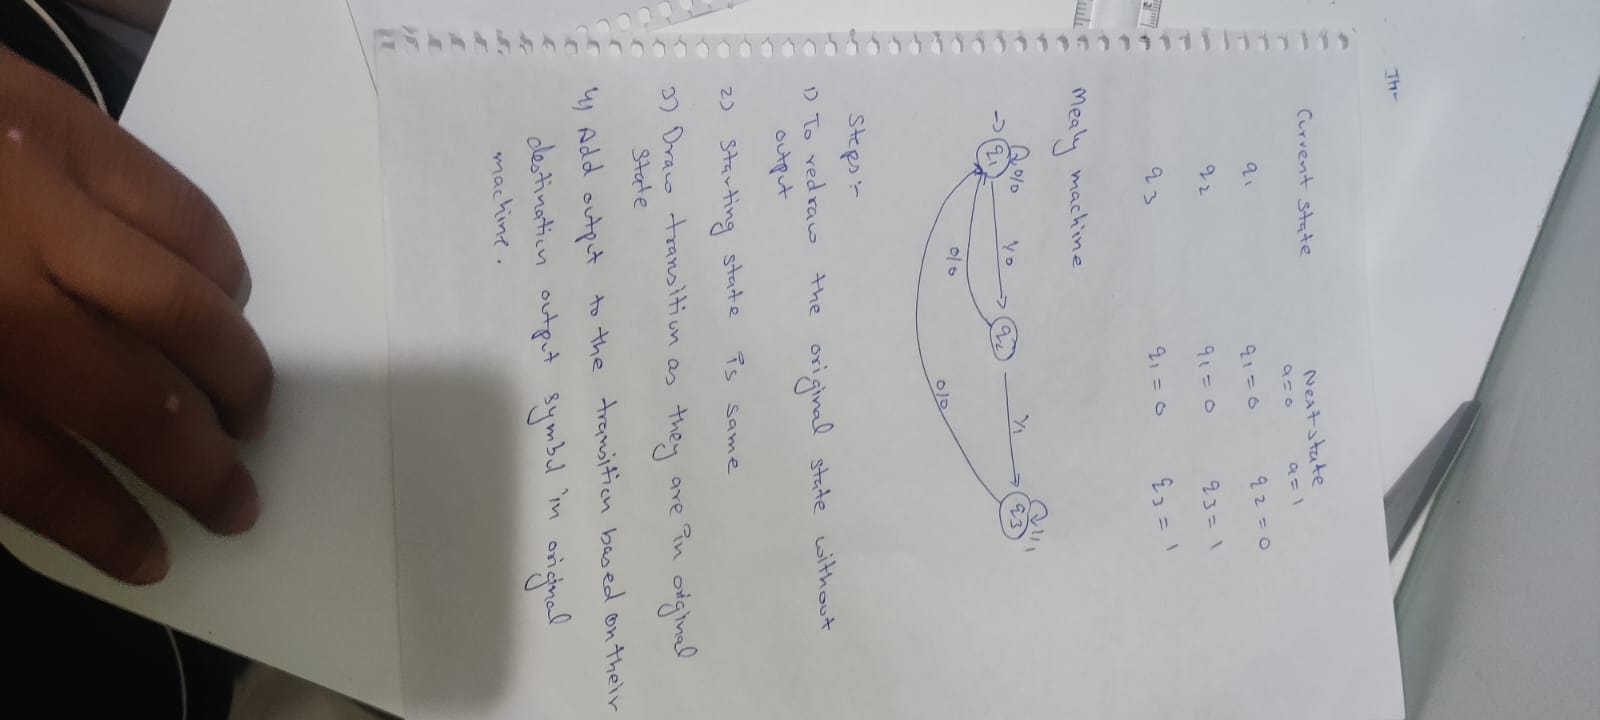 Current state Next state
a=0 a=1
q1 q1=0 q2=0
q2 q1=0 q3=1
q3 q1=0 q3=1
Mealy machine
0/0 1/0 1/1 1/1
→ q1 q2 q3
0/0
0/0
Steps:-
1) To redraw the original state without
output
2) Starting state is same
3) Draw transition as they are in original
State
4) Add output to the transition based on their
destination output symbol in original
machine.